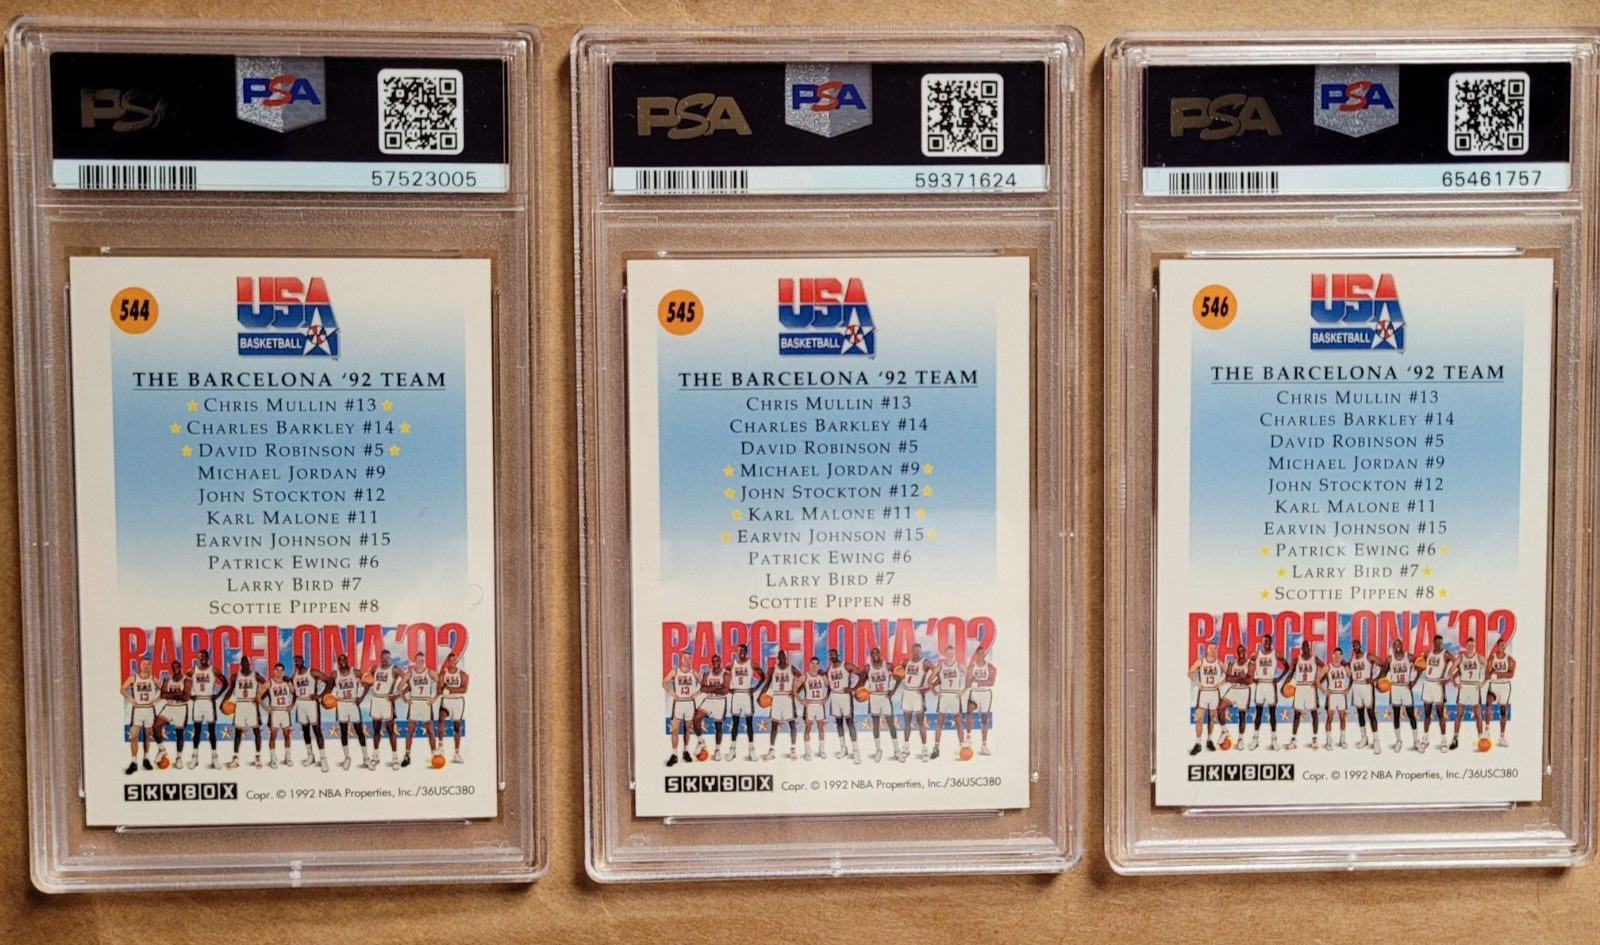 PSA PSA
57523005
544
USA
BASKETBALL
THE BARCELONA '92 TEAM
CHRIS MULLIN #13
CHARLES BARKLEY #14
DAVID ROBINSON #5
MICHAEL JORDAN #9
JOHN STOCKTON #12
KARL MALONE #11
EARVIN JOHNSON #15
PATRICK EWING #6
LARRY BIRD #7
SCOTTIE PIPPEN #8
BARCELONA '92
SKYBOX Copr. © 1992 NBA Properties, Inc./36USC380
PSA PSA
59371624
545
USA
BASKETBALL
THE BARCELONA '92 TEAM
CHRIS MULLIN #13
CHARLES BARKLEY #14
DAVID ROBINSON #5
MICHAEL JORDAN #9
JOHN STOCKTON #12
KARL MALONE #11
EARVIN JOHNSON #15
PATRICK EWING #6
LARRY BIRD #7
SCOTTIE PIPPEN #8
BARCELONA '92
SKYBOX Copr. © 1992 NBA Properties, Inc./36USC380
PSA PSA
65461757
546
USA
BASKETBALL
THE BARCELONA '92 TEAM
CHRIS MULLIN #13
CHARLES BARKLEY #14
DAVID ROBINSON #5
MICHAEL JORDAN #9
JOHN STOCKTON #12
KARL MALONE #11
EARVIN JOHNSON #15
PATRICK EWING #6
LARRY BIRD #7
SCOTTIE PIPPEN #8
BARCELONA '92
SKYBOX Copr. © 1992 NBA Properties, Inc./36USC380